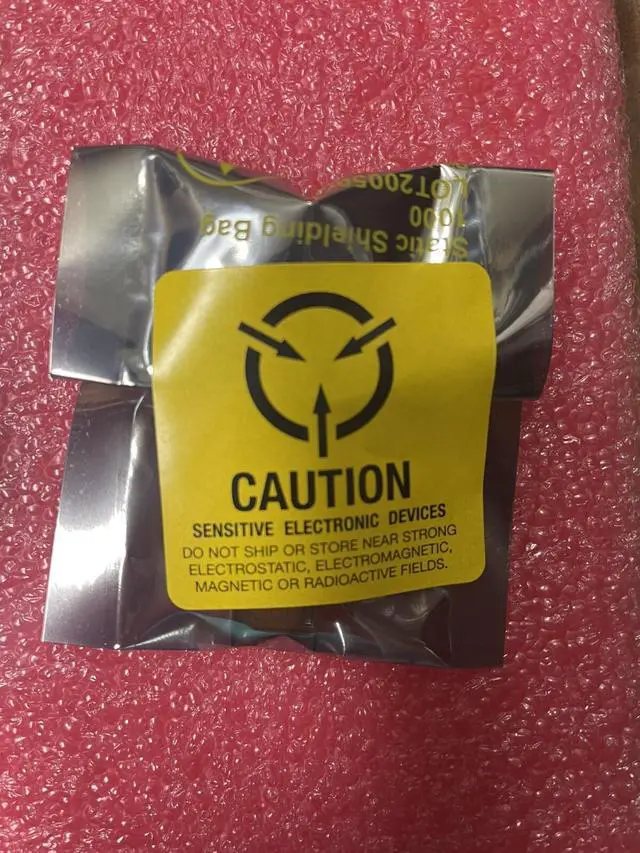 Static Shielding Bag
1000
CAUTION
SENSITIVE ELECTRONIC DEVICES
DO NOT SHIP OR STORE NEAR STRONG
ELECTROSTATIC, ELECTROMAGNETIC,
MAGNETIC OR RADIOACTIVE FIELDS.